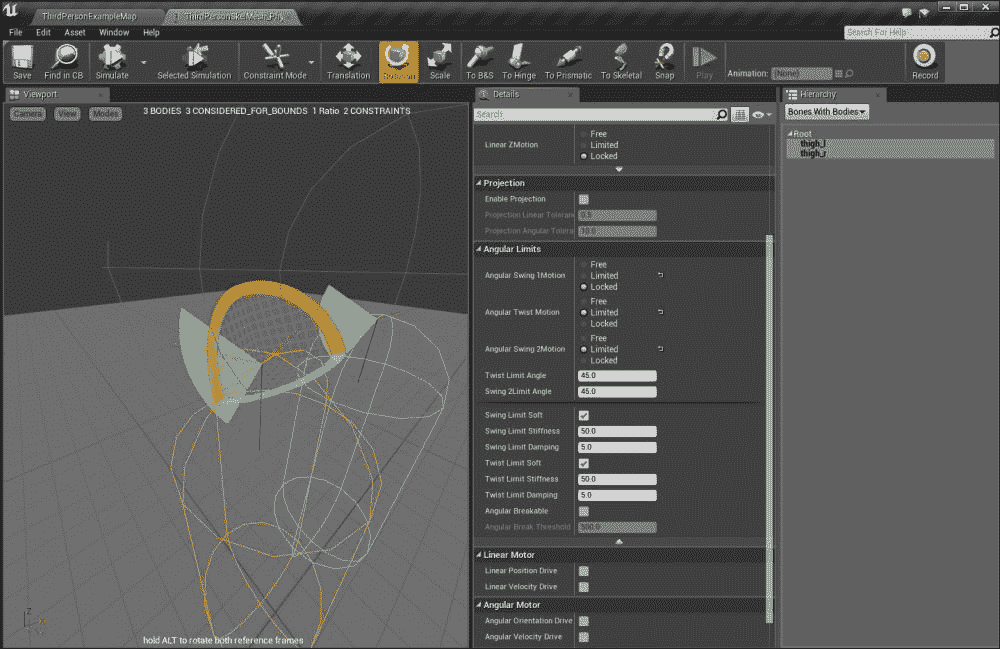 ThirdPersonExampleMap
ThirdPersonSkelMesh_Phy
File Edit Asset Window Help
Search For Help
Save
Find in CB
Simulate
Selected Simulation
Constraint Mode
Translation
Rotation
Scale
To B&S
To Hinge
To Prismatic
To Skeletal
Snap
Play
Animation: (None)
Record
Viewport
Camera View Modes
3 BODIES 3 CONSIDERED_FOR_BOUNDS 1 Ratio 2 CONSTRAINTS
hold ALT to rotate both reference frames
Z
Details
Search
Free
Linear ZMotion
Limited
Locked
Projection
Enable Projection
Projection Linear Toleran 0.5
Projection Angular Tolera 10.0
Angular Limits
Free
Angular Swing 1Motion Limited
Locked
Free
Angular Twist Motion Limited
Locked
Free
Angular Swing 2Motion Limited
Locked
Twist Limit Angle 45.0
Swing 2Limit Angle 45.0
Swing Limit Soft
Swing Limit Stiffness 50.0
Swing Limit Damping 5.0
Twist Limit Soft
Twist Limit Stiffness 50.0
Twist Limit Damping 5.0
Angular Breakable
Angular Break Threshold 500.0
Linear Motor
Linear Position Drive
Linear Velocity Drive
Angular Motor
Angular Orientation Drive
Angular Velocity Drive
Hierarchy
Bones With Bodies
Root
thigh_l
thigh_r